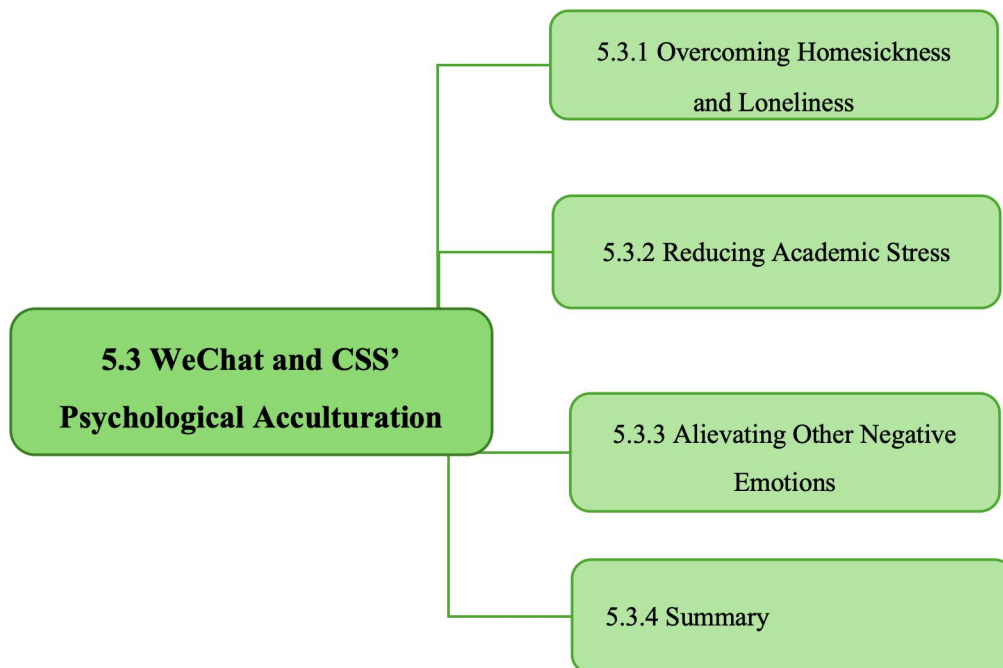 5.3.1 Overcoming Homesickness
and Loneliness
5.3.2 Reducing Academic Stress
5.3 WeChat and CSS’
Psychological Acculturation
5.3.3 Alievating Other Negative
Emotions
5.3.4 Summary